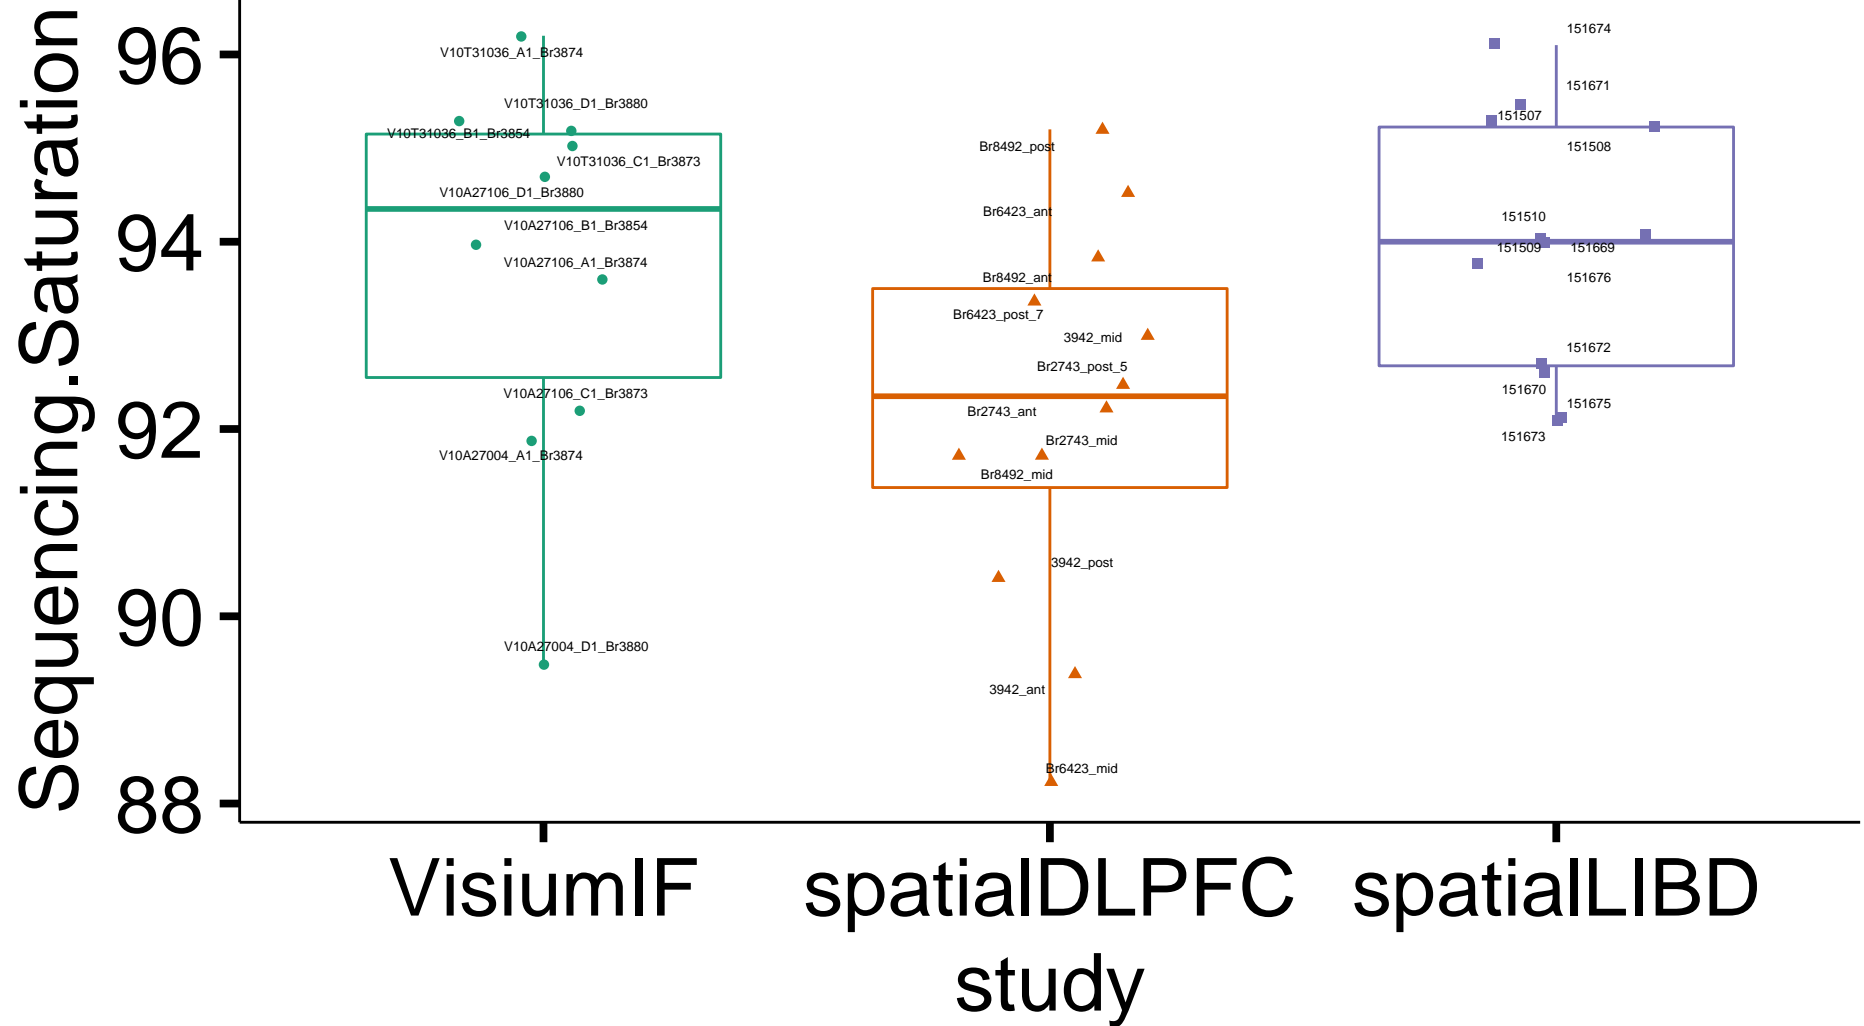 Sequencing.Saturation
96
94
92
90
88
V10T31036_A1_Br3874
V10T31036_D1_Br3880
V10T31036_B1_Br3854
V10T31036_C1_Br3873
V10A27106_D1_Br3880
V10A27106_B1_Br3854
V10A27106_A1_Br3874
V10A27106_C1_Br3873
V10A27004_A1_Br3874
V10A27004_D1_Br3880
Br8492_post
Br6423_ant
Br8492_ant
Br6423_post_7
3942_mid
Br2743_post_5
Br2743_ant
Br2743_mid
Br8492_mid
3942_post
3942_ant
Br6423_mid
151674
151671
151507
151508
151510
151509
151669
151676
151672
151670
151675
151673
VisiumIF
spatialDLPFC
spatialLIBD
study